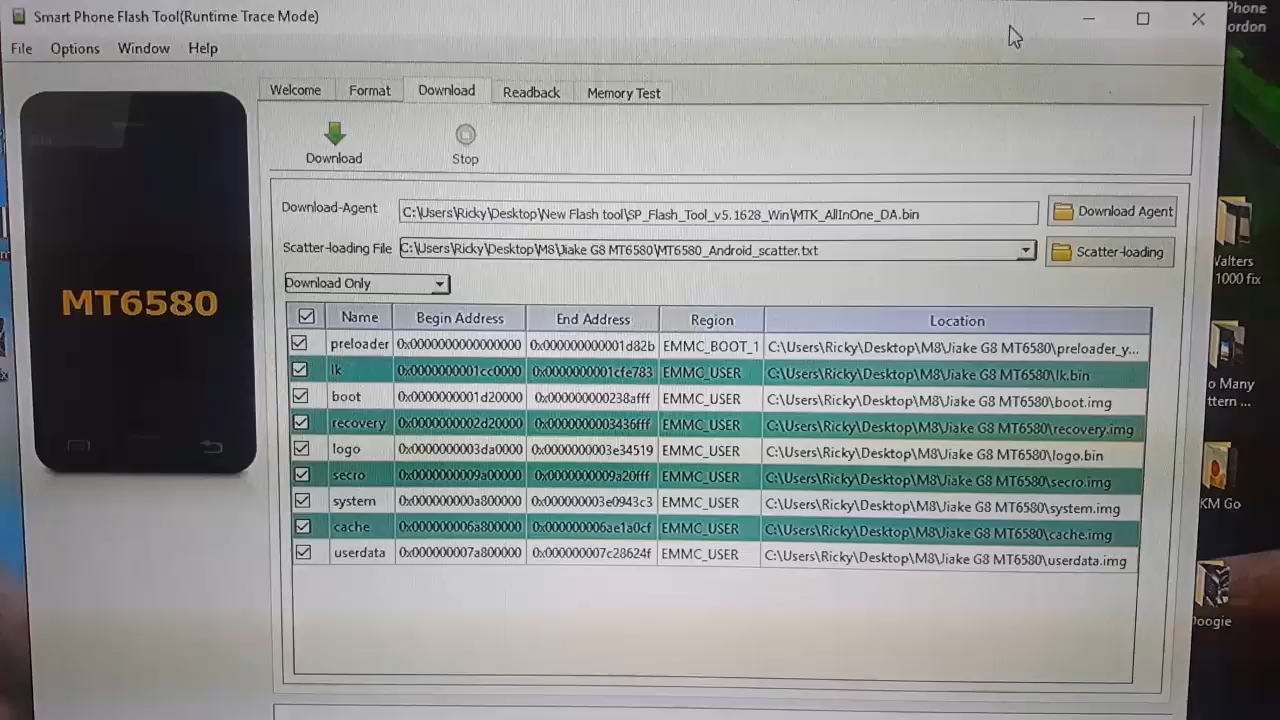 Smart Phone Flash Tool(Runtime Trace Mode)
Phone
ordon
File Options Window Help
Welcome Format Download Readback Memory Test
Download Stop
Download-Agent C:\Users\Ricky\Desktop\New Flash tool\SP_Flash_Tool_v5.1628_Win\MTK_AllInOne_DA.bin Download Agent
Scatter-loading File C:\Users\Ricky\Desktop\M8\Jiake G8 MT6580\MT6580_Android_scatter.txt Scatter-loading
Download Only
MT6580
Name Begin Address End Address Region Location
preloader 0x0000000000000000 0x000000000001d82b EMMC_BOOT_1 C:\Users\Ricky\Desktop\M8\Jiake G8 MT6580\preloader_y...
lk 0x0000000001cc0000 0x0000000001cfe783 EMMC_USER C:\Users\Ricky\Desktop\M8\Jiake G8 MT6580\lk.bin
boot 0x0000000001d20000 0x000000000238afff EMMC_USER C:\Users\Ricky\Desktop\M8\Jiake G8 MT6580\boot.img
recovery 0x0000000002d20000 0x0000000003436fff EMMC_USER C:\Users\Ricky\Desktop\M8\Jiake G8 MT6580\recovery.img
logo 0x0000000003da0000 0x0000000003e34519 EMMC_USER C:\Users\Ricky\Desktop\M8\Jiake G8 MT6580\logo.bin
secro 0x0000000009a00000 0x0000000009a20fff EMMC_USER C:\Users\Ricky\Desktop\M8\Jiake G8 MT6580\secro.img
system 0x000000000a800000 0x000000003e0943c3 EMMC_USER C:\Users\Ricky\Desktop\M8\Jiake G8 MT6580\system.img
cache 0x000000006a800000 0x000000006ae1a0cf EMMC_USER C:\Users\Ricky\Desktop\M8\Jiake G8 MT6580\cache.img
userdata 0x000000007a800000 0x000000007c28624f EMMC_USER C:\Users\Ricky\Desktop\M8\Jiake G8 MT6580\userdata.img
Valters
1000 fix
o Many
ttern ...
KM Go
Doogie